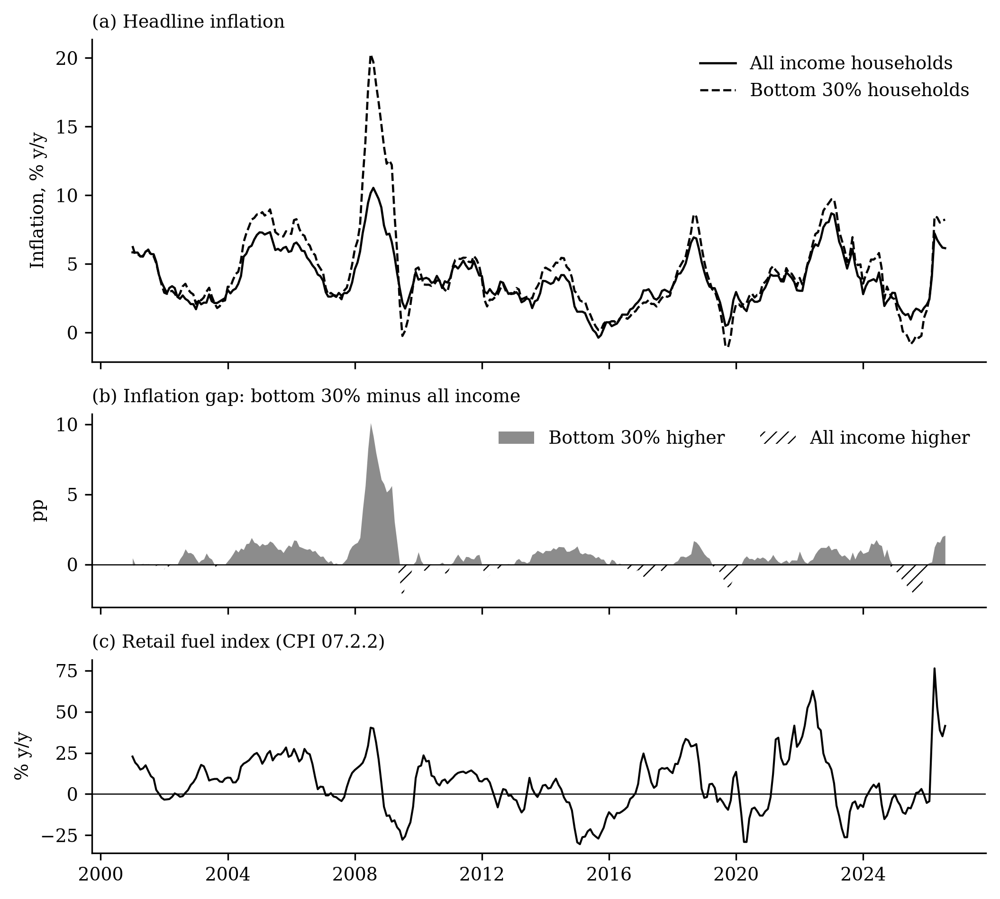 (a) Headline inflation
20
15
10
5
0
Inflation, % y/y
All income households
Bottom 30% households
(b) Inflation gap: bottom 30% minus all income
10
5
0
pp
Bottom 30% higher
All income higher
(c) Retail fuel index (CPI 07.2.2)
75
50
25
0
−25
% y/y
2000 2004 2008 2012 2016 2020 2024